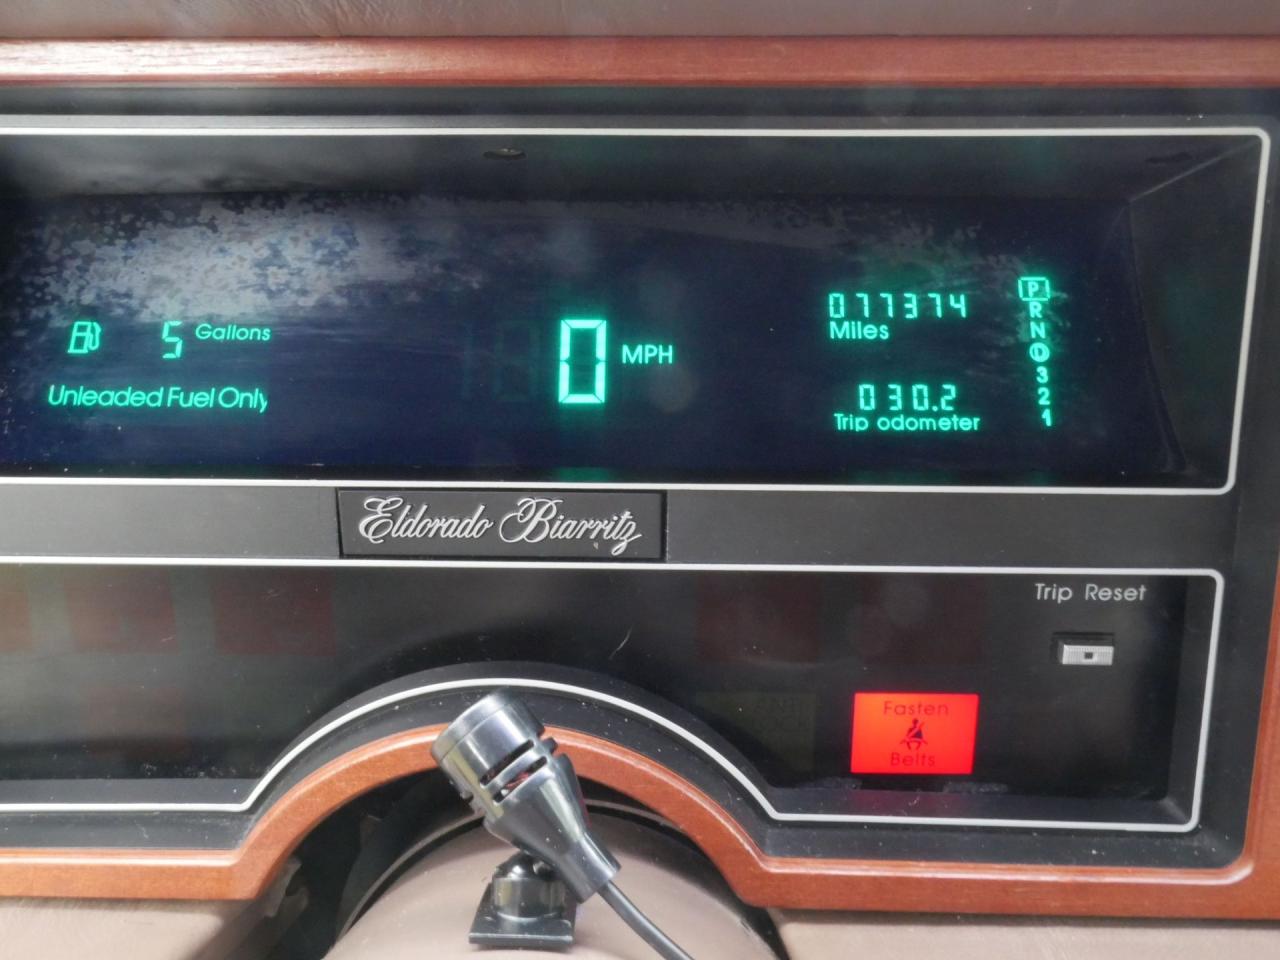 5 Gallons
Unleaded Fuel Only
0 MPH
077374
Miles
030.2
Trip odometer
P
R
N
D
3
2
1
Eldorado Biarritz
Trip Reset
Fasten
Belts